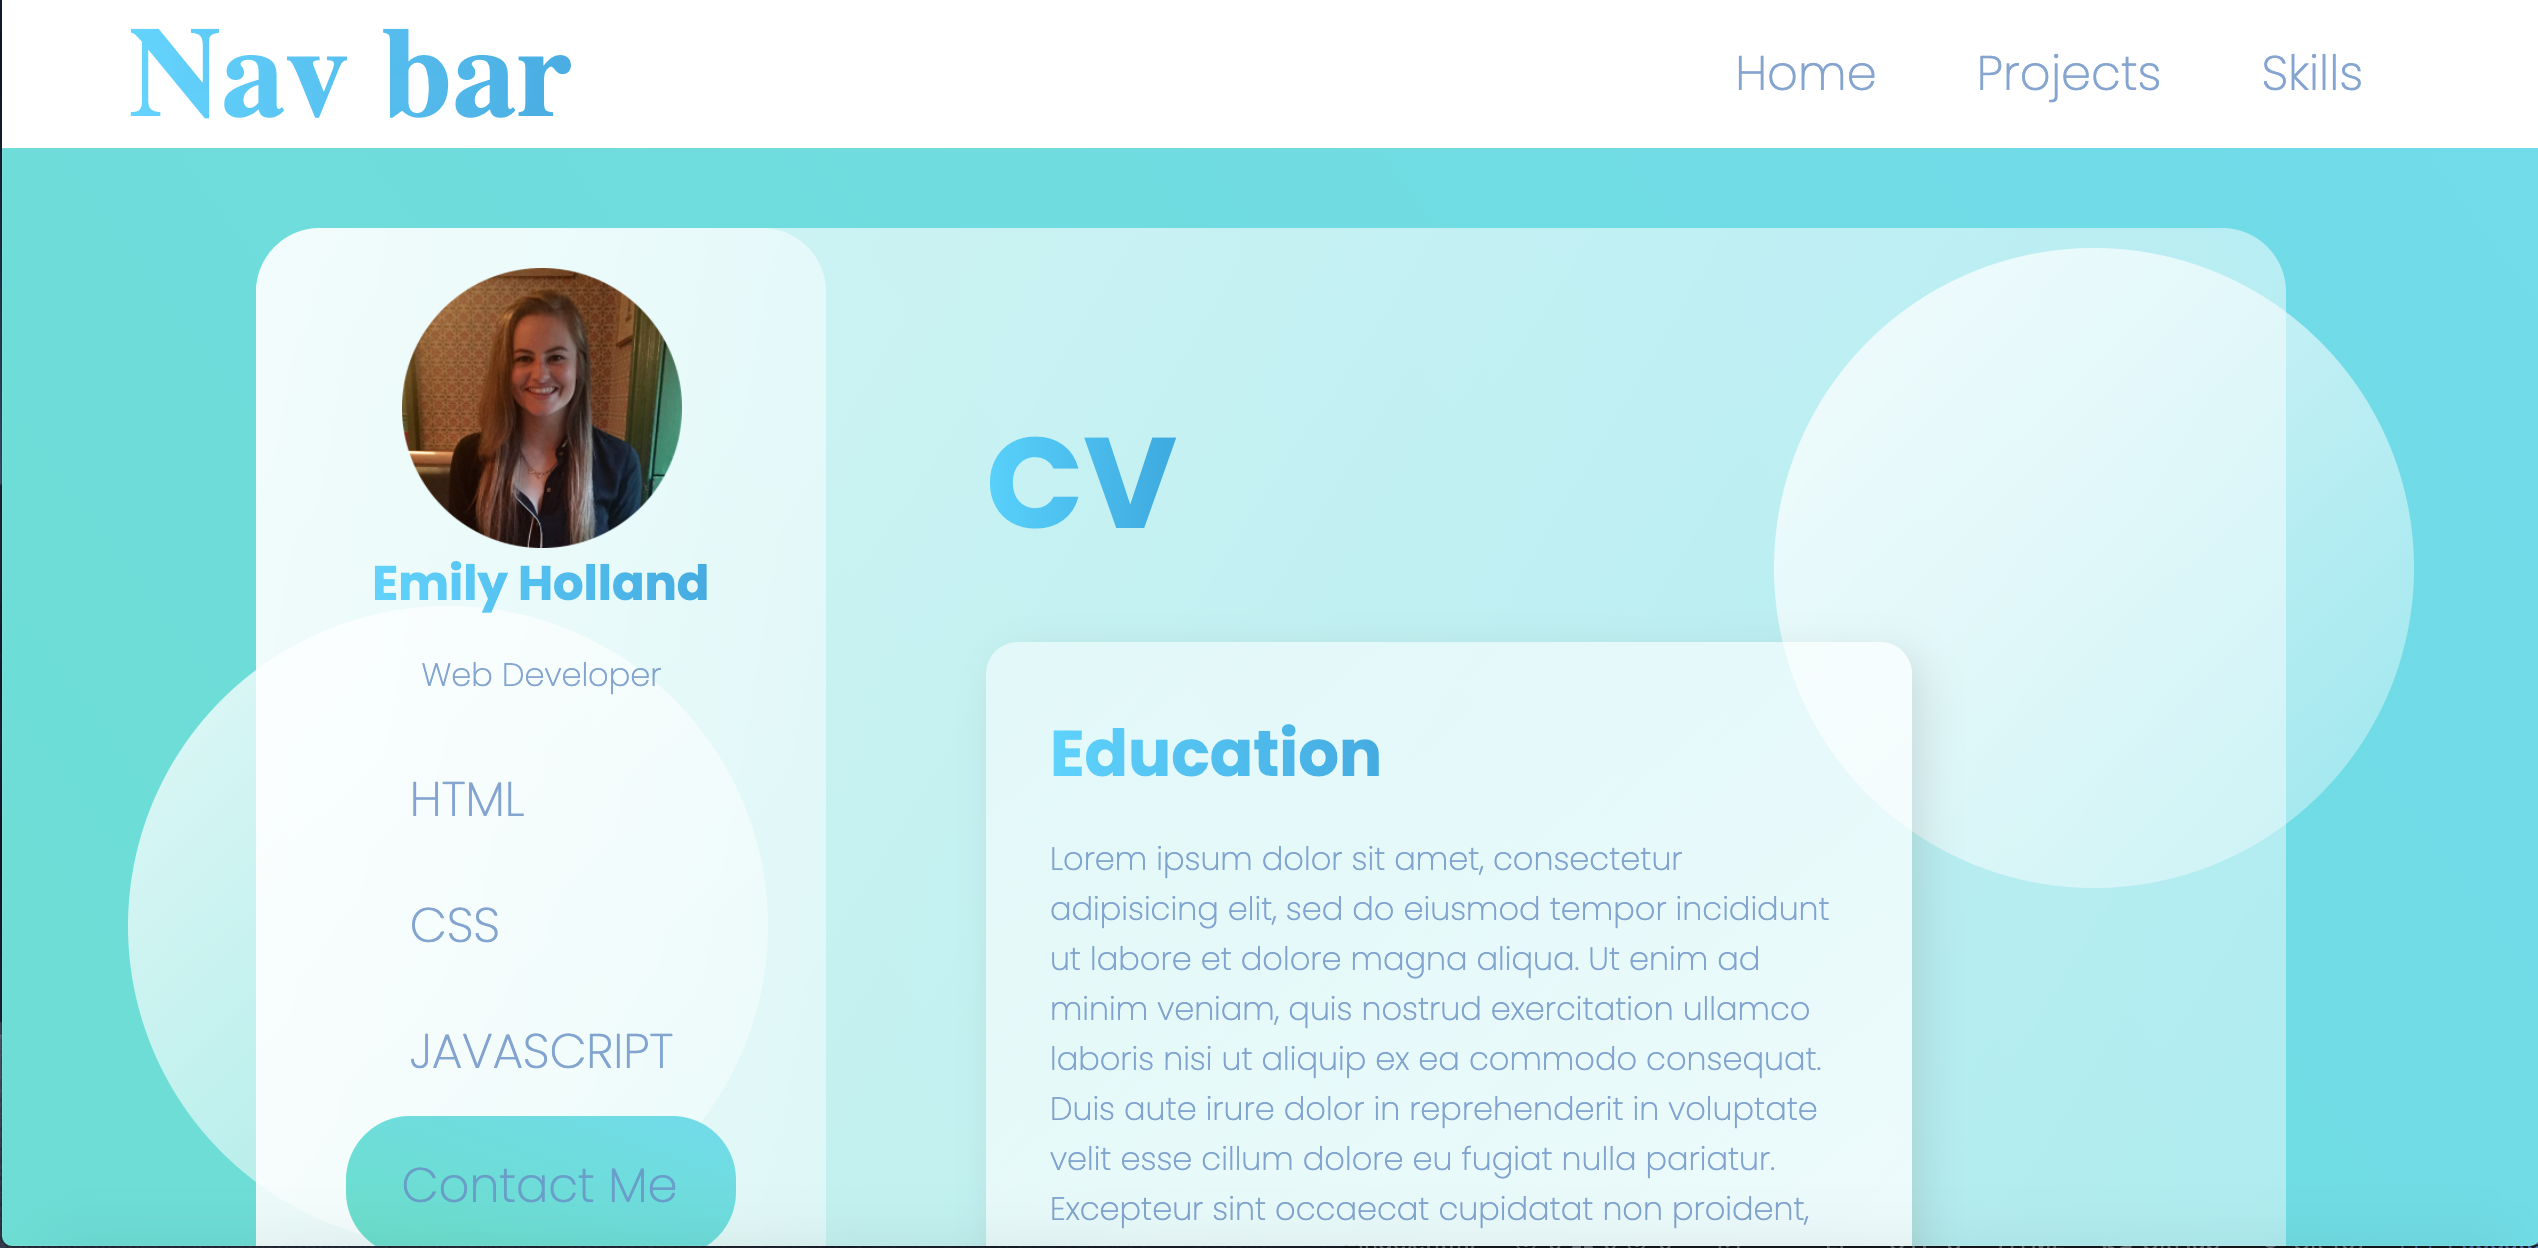 Nav bar
Home Projects Skills
Emily Holland
Web Developer
HTML
CSS
JAVASCRIPT
Contact Me
CV
Education
Lorem ipsum dolor sit amet, consectetur
adipisicing elit, sed do eiusmod tempor incididunt
ut labore et dolore magna aliqua. Ut enim ad
minim veniam, quis nostrud exercitation ullamco
laboris nisi ut aliquip ex ea commodo consequat.
Duis aute irure dolor in reprehenderit in voluptate
velit esse cillum dolore eu fugiat nulla pariatur.
Excepteur sint occaecat cupidatat non proident,